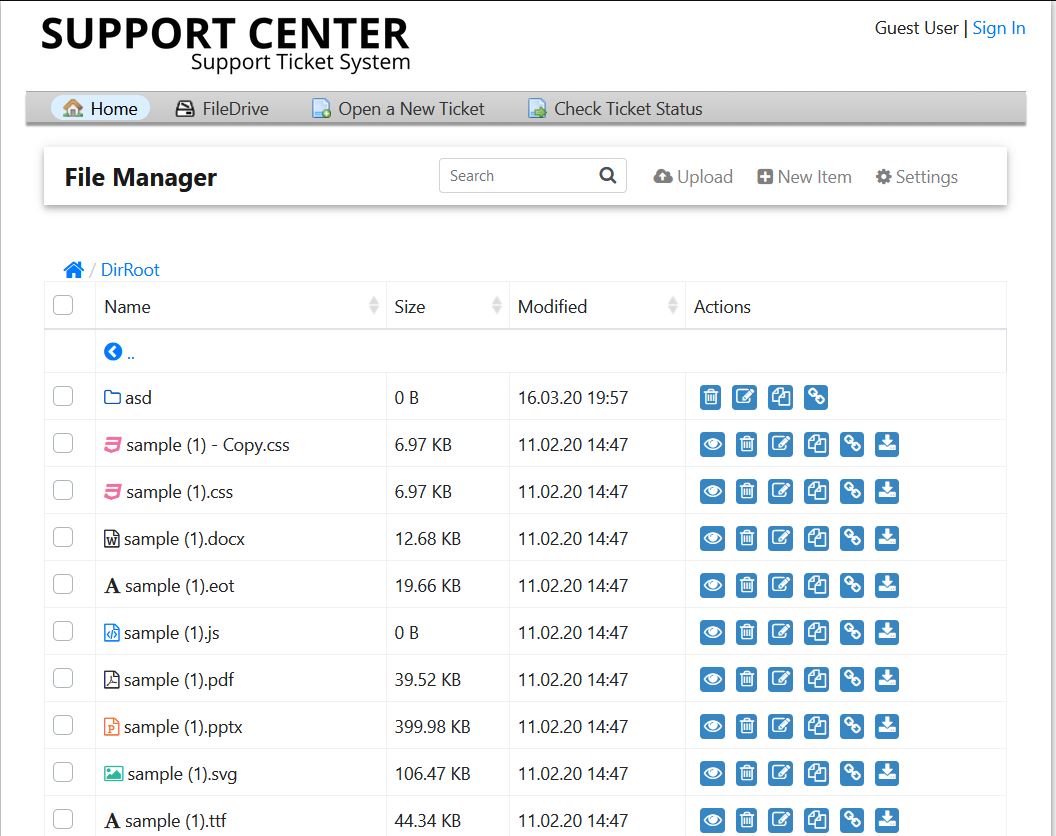 SUPPORT CENTER
Support Ticket System
Guest User | Sign In
Home FileDrive Open a New Ticket Check Ticket Status
File Manager Search Upload New Item Settings
/ DirRoot
Name Size Modified Actions
..
asd 0 B 16.03.20 19:57
sample (1) - Copy.css 6.97 KB 11.02.20 14:47
sample (1).css 6.97 KB 11.02.20 14:47
sample (1).docx 12.68 KB 11.02.20 14:47
sample (1).eot 19.66 KB 11.02.20 14:47
sample (1).js 0 B 11.02.20 14:47
sample (1).pdf 39.52 KB 11.02.20 14:47
sample (1).pptx 399.98 KB 11.02.20 14:47
sample (1).svg 106.47 KB 11.02.20 14:47
sample (1).ttf 44.34 KB 11.02.20 14:47